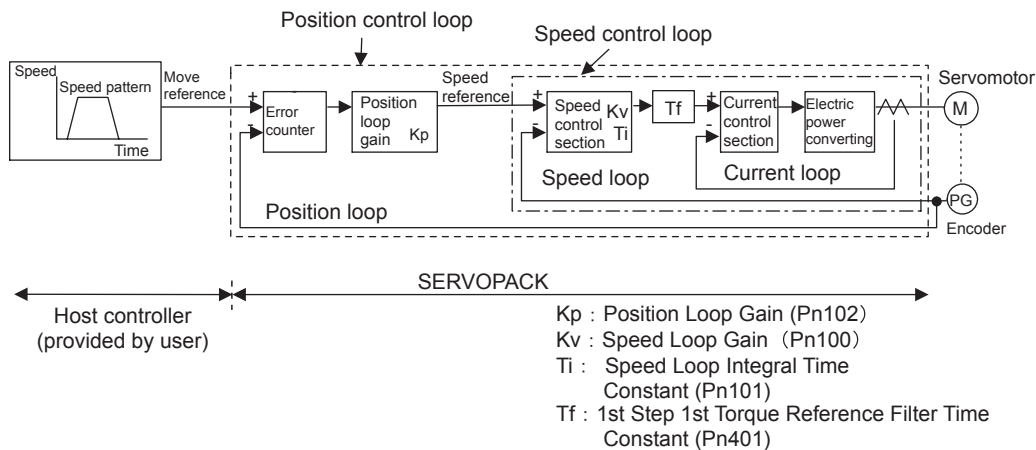 Position control loop
Speed control loop
Speed
Speed pattern
Time
Move
reference
+
-
Error
counter
Position
loop
gain Kp
Speed
reference
+
-
Speed
control
section
Kv
Ti
Tf
+
-
Current
control
section
Electric
power
converting
Servomotor
M
Speed loop
Current loop
Position loop
PG
Encoder
SERVOPACK
Host controller
(provided by user)
Kp : Position Loop Gain (Pn102)
Kv : Speed Loop Gain (Pn100)
Ti : Speed Loop Integral Time
Constant (Pn101)
Tf : 1st Step 1st Torque Reference Filter Time
Constant (Pn401)